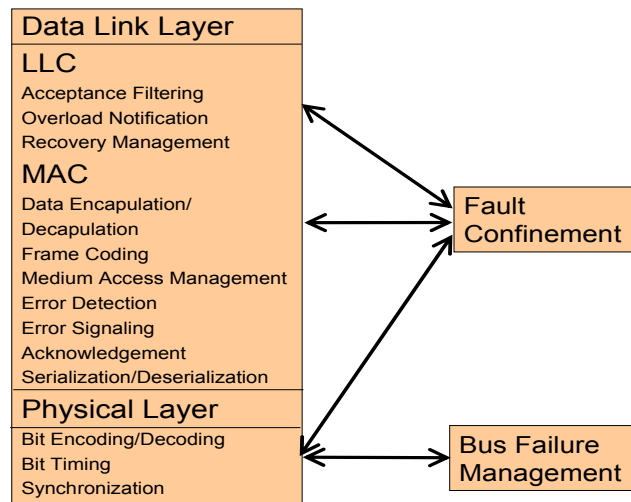 Data Link Layer
LLC
Acceptance Filtering
Overload Notification
Recovery Management
MAC
Data Encapulation/
Decapulation
Frame Coding
Medium Access Management
Error Detection
Error Signaling
Acknowledgement
Serialization/Deserialization
Physical Layer
Bit Encoding/Decoding
Bit Timing
Synchronization
Fault
Confinement
Bus Failure
Management